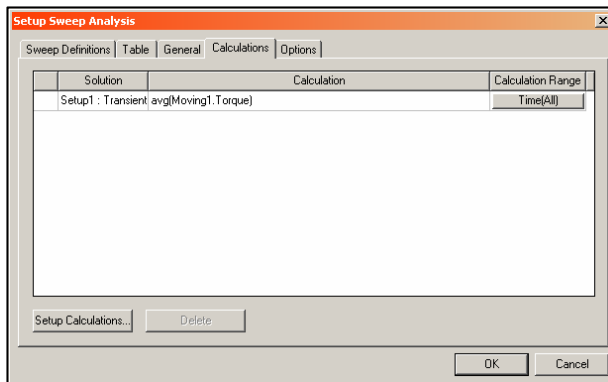 Setup Sweep Analysis
Sweep Definitions Table General Calculations Options
Solution Calculation Calculation Range
Setup1 : Transient avg(Moving1.Torque) Time(All)
Setup Calculations... Delete
OK Cancel